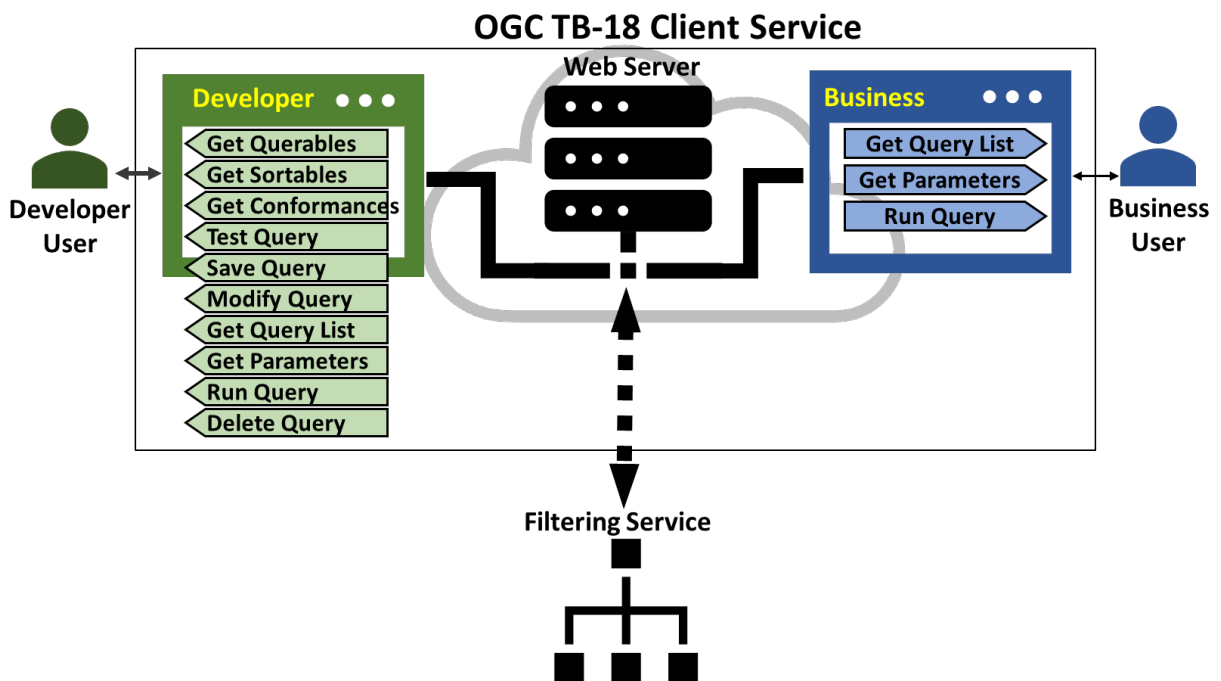 OGC TB-18 Client Service
Web Server
Developer
Get Querables
Get Sortables
Get Conformances
Test Query
Save Query
Modify Query
Get Query List
Get Parameters
Run Query
Delete Query
Business
Get Query List
Get Parameters
Run Query
Developer
User
Business
User
Filtering Service